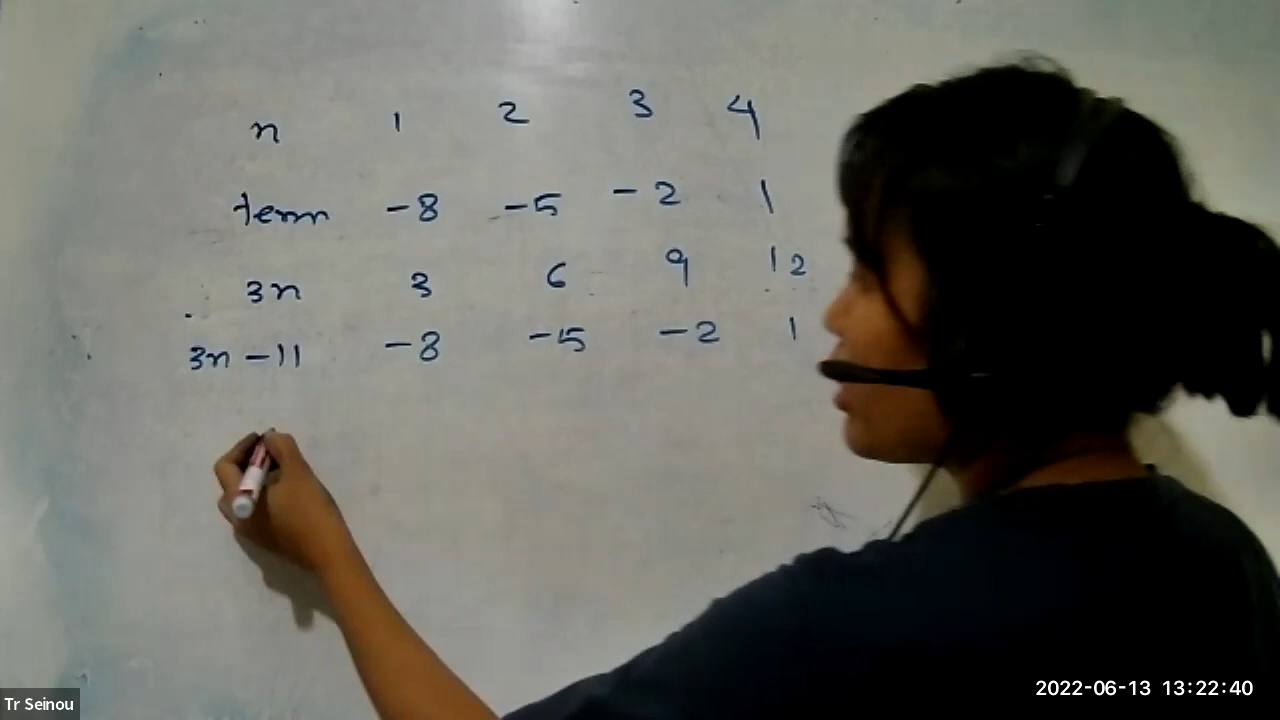 n 1 2 3 4
term -8 -5 -2 1
3n 3 6 9 12
3n -11 -8 -5 -2 1
2022-06-13 13:22:40
Tr Seinou